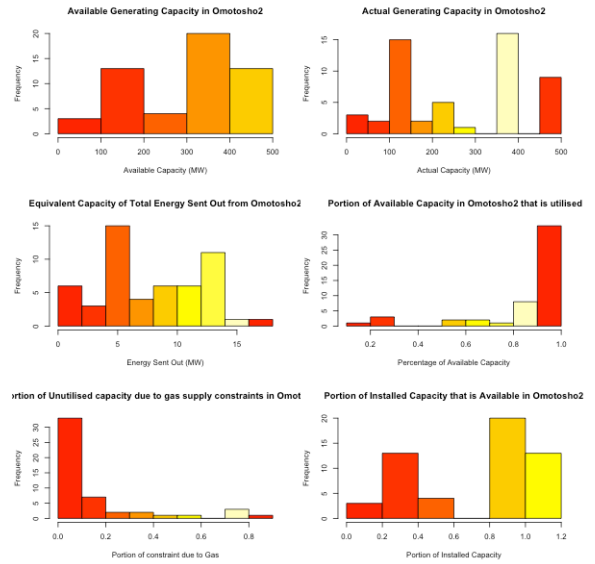 Available Generating Capacity in Omotosho2
Frequency
0 5 10 15 20
0 100 200 300 400 500
Available Capacity (MW)
Actual Generating Capacity in Omotosho2
Frequency
0 5 10 15
0 100 200 300 400 500
Actual Capacity (MW)
Equivalent Capacity of Total Energy Sent Out from Omotosho2
Frequency
0 5 10 15
0 5 10 15
Energy Sent Out (MW)
Portion of Available Capacity in Omotosho2 that is utilised
Frequency
0 5 10 15 20 25 30
0.2 0.4 0.6 0.8 1.0
Percentage of Available Capacity
ortion of Unutilised capacity due to gas supply constraints in Omot
Frequency
0 5 10 15 20 25 30
0.0 0.2 0.4 0.6 0.8
Portion of constraint due to Gas
Portion of Installed Capacity that is Available in Omotosho2
Frequency
0 5 10 15 20
0.0 0.2 0.4 0.6 0.8 1.0 1.2
Portion of Installed Capacity